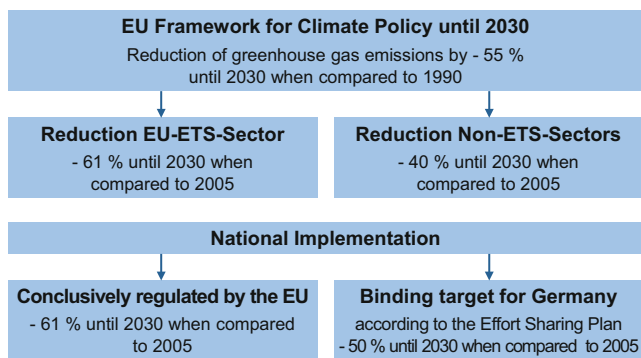 EU Framework for Climate Policy until 2030
Reduction of greenhouse gas emissions by - 55 %
until 2030 when compared to 1990
Reduction EU-ETS-Sector
- 61 % until 2030 when
compared to 2005
Reduction Non-ETS-Sectors
- 40 % until 2030 when
compared to 2005
National Implementation
Conclusively regulated by the EU
- 61 % until 2030 when compared
to 2005
Binding target for Germany
according to the Effort Sharing Plan
- 50 % until 2030 when compared to 2005